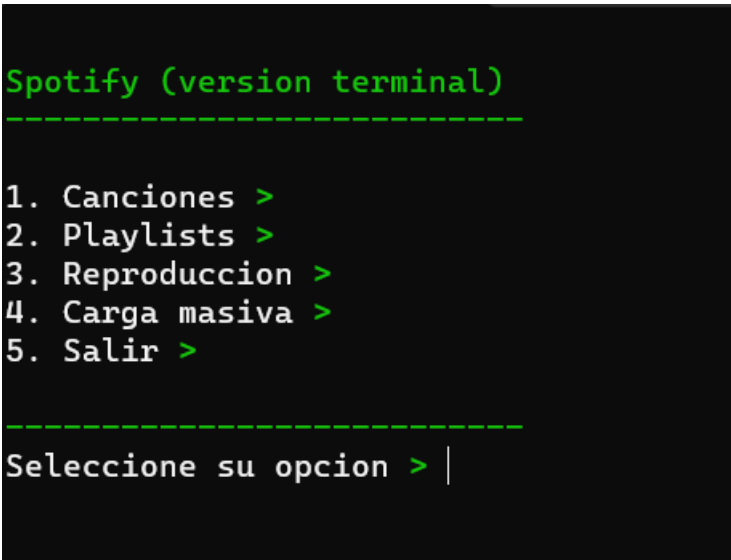 Spotify (version terminal)
---------------------------
1. Canciones >
2. Playlists >
3. Reproduccion >
4. Carga masiva >
5. Salir >
---------------------------
Seleccione su opcion >